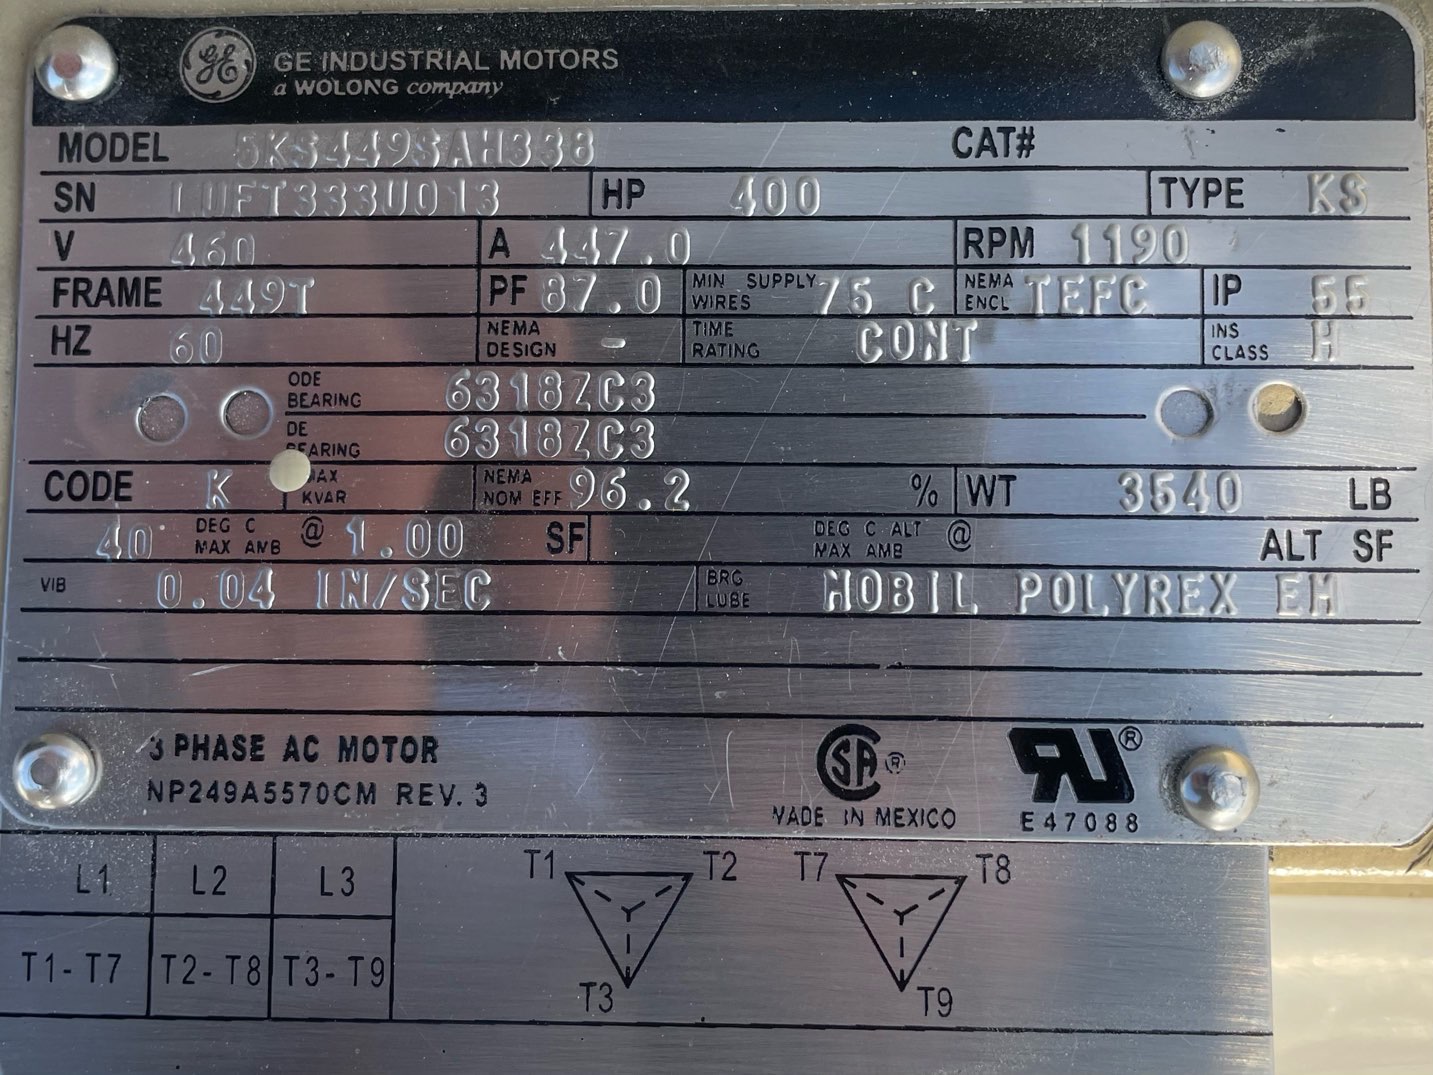 GE GE INDUSTRIAL MOTORS
a WOLONG company
MODEL 5KS449SAH338 CAT#
SN LUFT333U013 HP 400 TYPE KS
V 460 A 447.0 RPM 1190
FRAME 449T PF 87.0 MIN SUPPLY WIRES 75 C NEMA ENCL TEFC IP 55
HZ 60 NEMA DESIGN - TIME RATING CONT INS CLASS H
ODE BEARING 6318ZC3
DE BEARING 6318ZC3
CODE K MAX KVAR NEMA NOM EFF 96.2 % WT 3540 LB
40 DEG C MAX AMB @ 1.00 SF DEG C ALT MAX AMB @ ALT SF
VIB 0.04 IN/SEC BRG LUBE MOBIL POLYREX EM
3 PHASE AC MOTOR
NP249A5570CM REV. 3
SA ®
MADE IN MEXICO
RU ®
E47088
L1 L2 L3
T1-T7 T2-T8 T3-T9
T1 T2 T7 T8
T3 T9